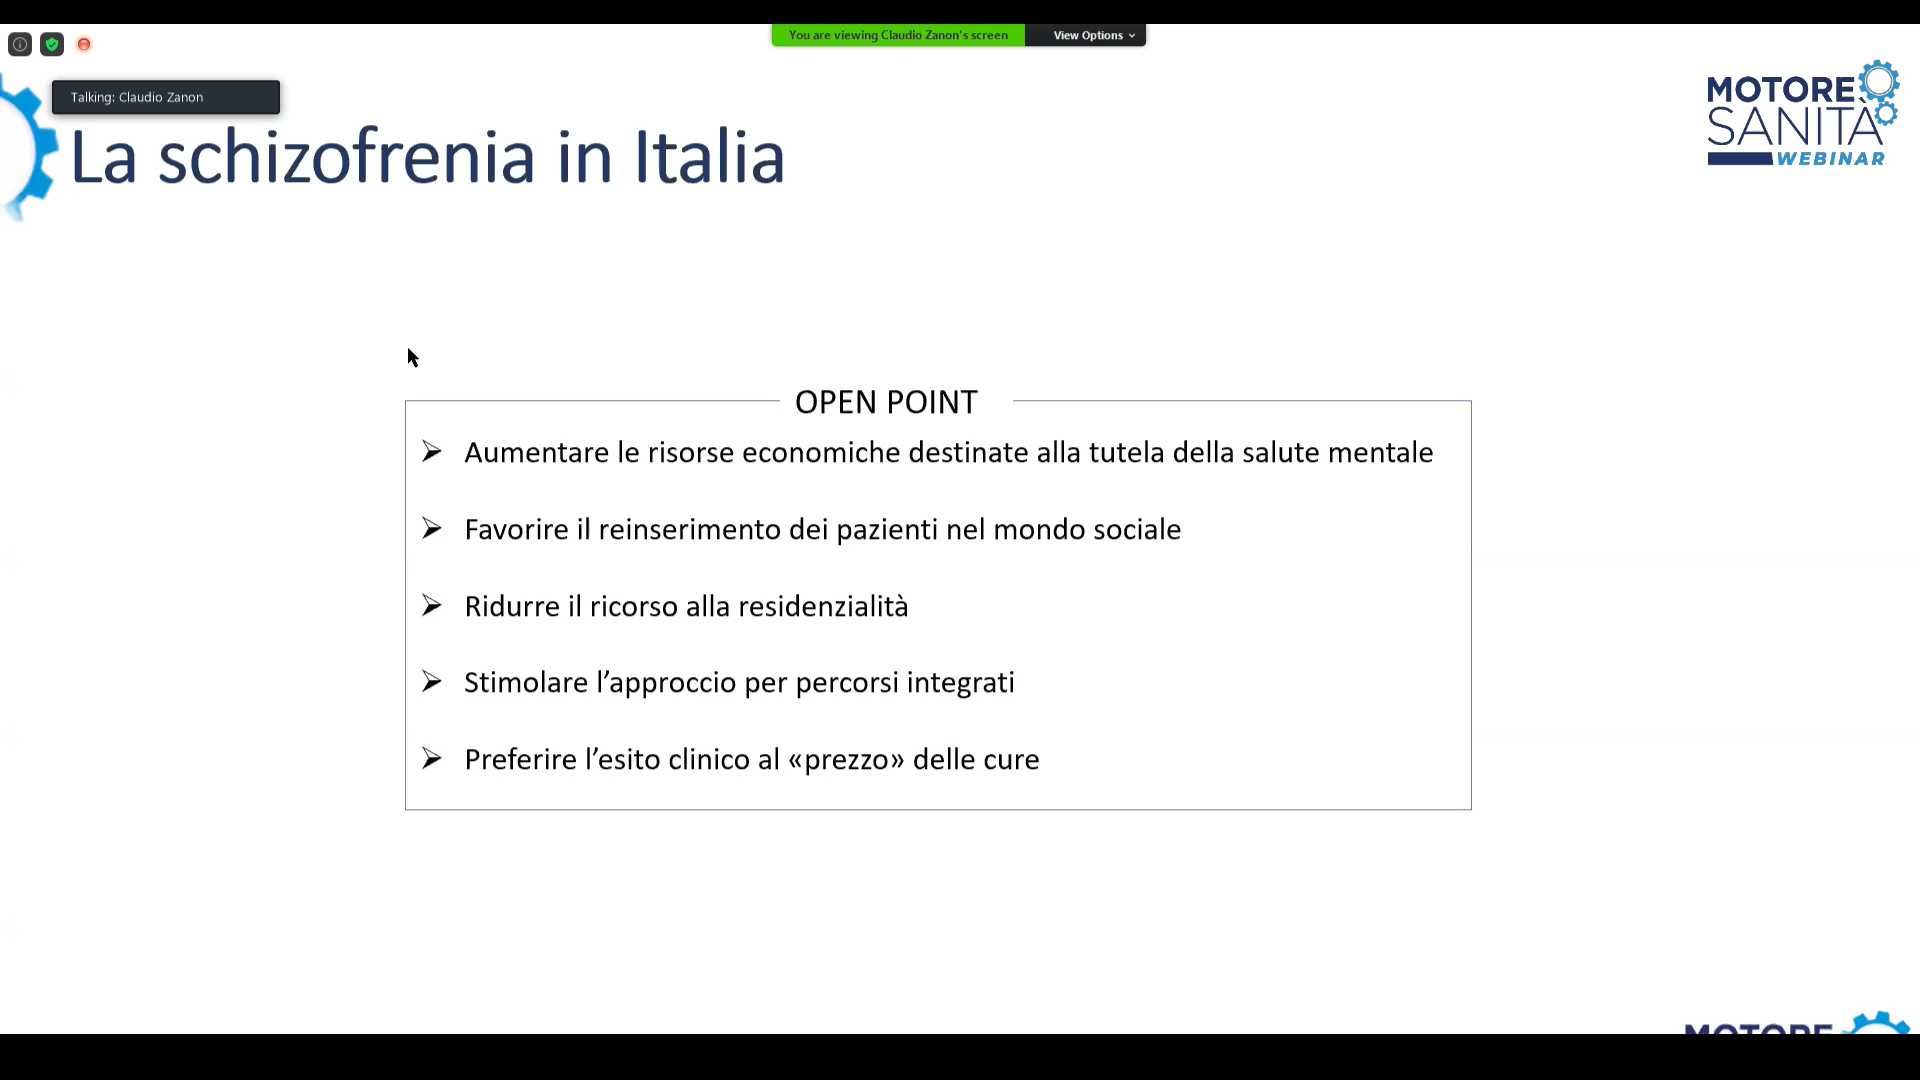 You are viewing Claudio Zanon's screen
View Options
Talking: Claudio Zanon
MOTORE
SANITÀ
WEBINAR
La schizofrenia in Italia
OPEN POINT
Aumentare le risorse economiche destinate alla tutela della salute mentale
Favorire il reinserimento dei pazienti nel mondo sociale
Ridurre il ricorso alla residenzialità
Stimolare l’approccio per percorsi integrati
Preferire l’esito clinico al «prezzo» delle cure
MOTORE